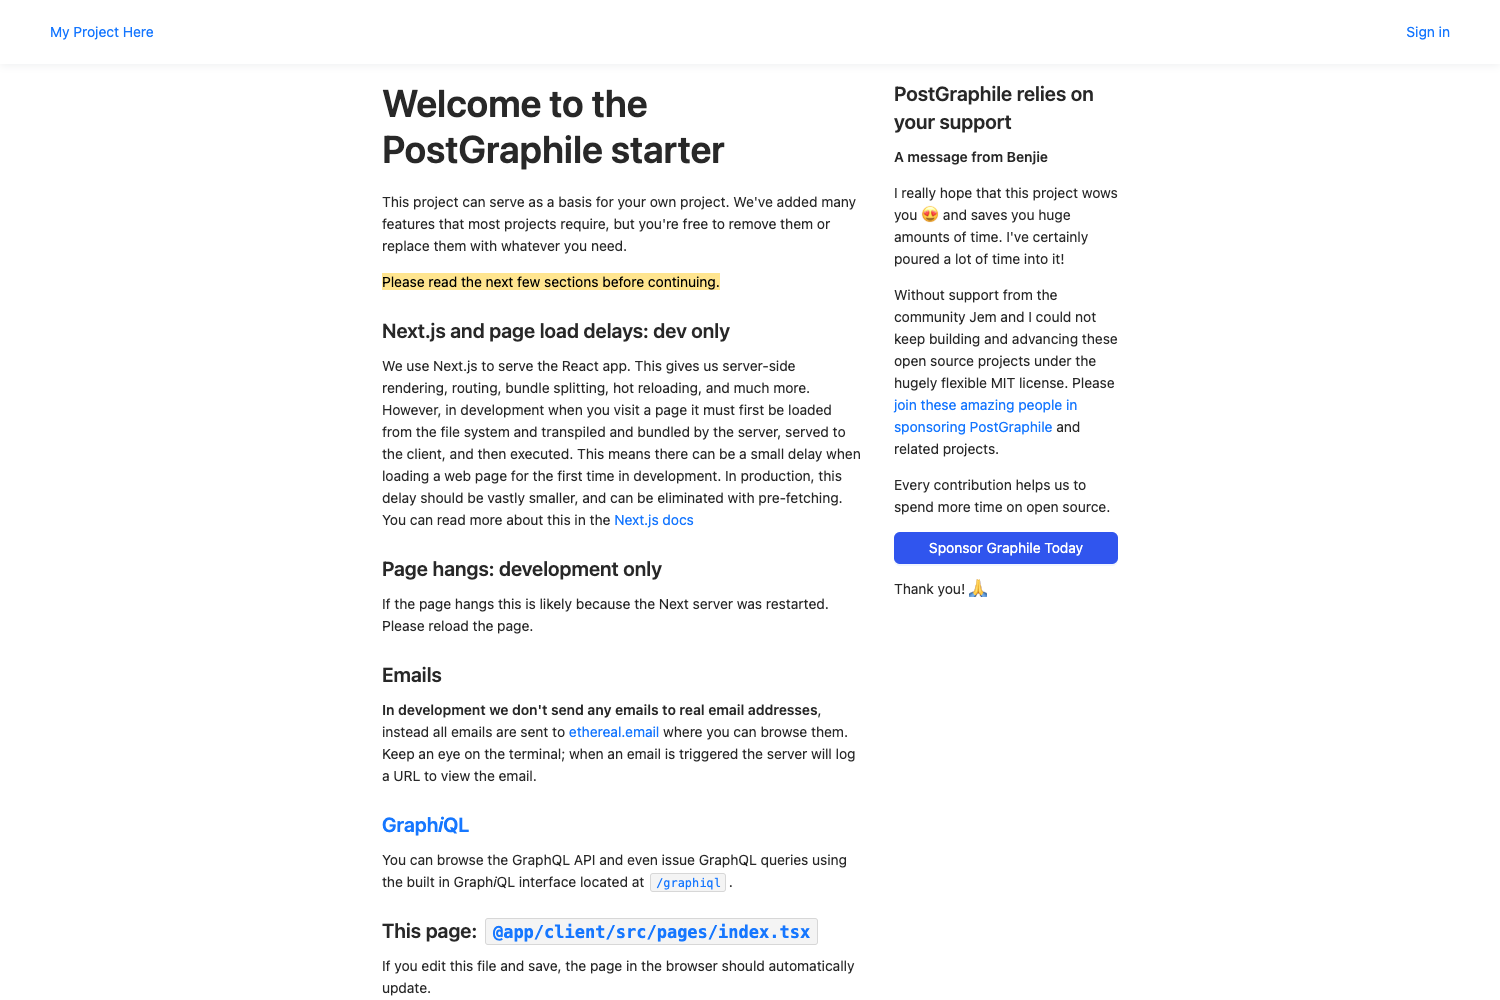 My Project Here
Sign in
Welcome to the
PostGraphile starter
This project can serve as a basis for your own project. We've added many
features that most projects require, but you're free to remove them or
replace them with whatever you need.
Please read the next few sections before continuing.
Next.js and page load delays: dev only
We use Next.js to serve the React app. This gives us server-side
rendering, routing, bundle splitting, hot reloading, and much more.
However, in development when you visit a page it must first be loaded
from the file system and transpiled and bundled by the server, served to
the client, and then executed. This means there can be a small delay when
loading a web page for the first time in development. In production, this
delay should be vastly smaller, and can be eliminated with pre-fetching.
You can read more about this in the Next.js docs
Page hangs: development only
If the page hangs this is likely because the Next server was restarted.
Please reload the page.
Emails
In development we don't send any emails to real email addresses,
instead all emails are sent to ethereal.email where you can browse them.
Keep an eye on the terminal; when an email is triggered the server will log
a URL to view the email.
GraphiQL
You can browse the GraphQL API and even issue GraphQL queries using
the built in GraphiQL interface located at /graphiql .
This page: @app/client/src/pages/index.tsx
If you edit this file and save, the page in the browser should automatically
update.
PostGraphile relies on
your support
A message from Benjie
I really hope that this project wows
you 😍 and saves you huge
amounts of time. I've certainly
poured a lot of time into it!
Without support from the
community Jem and I could not
keep building and advancing these
open source projects under the
hugely flexible MIT license. Please
join these amazing people in
sponsoring PostGraphile and
related projects.
Every contribution helps us to
spend more time on open source.
Sponsor Graphile Today
Thank you! 🙏